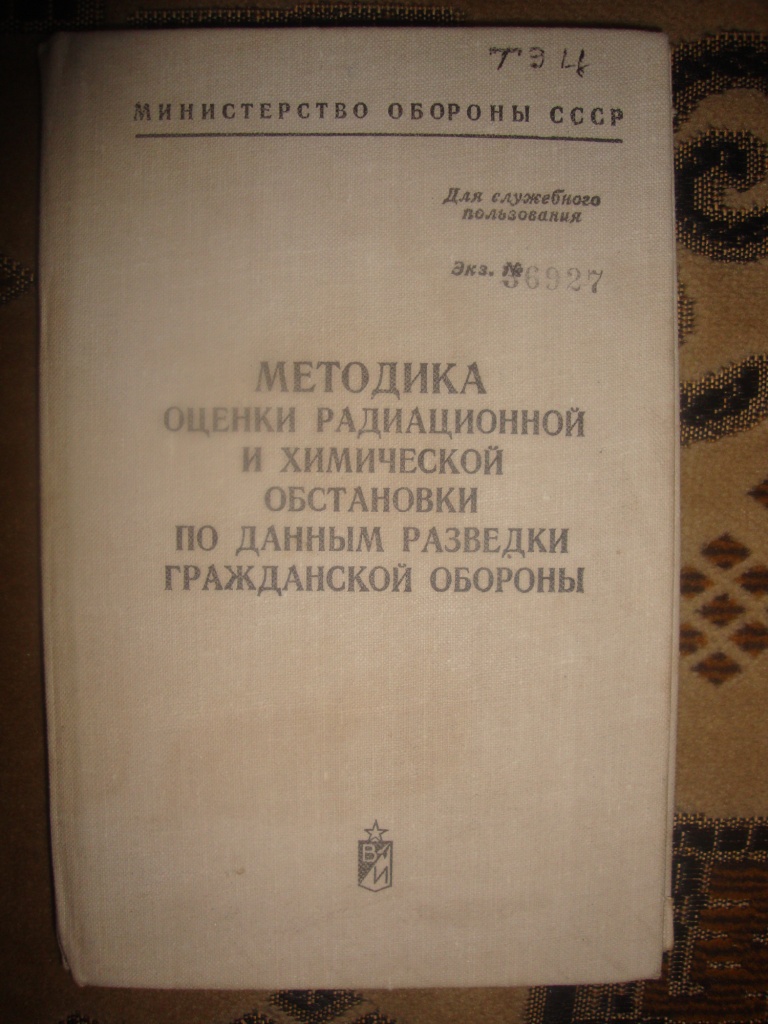 ТЭЦ
МИНИСТЕРСТВО ОБОРОНЫ СССР
Для служебного
пользования
Экз. № 36927
МЕТОДИКА
ОЦЕНКИ РАДИАЦИОННОЙ
И ХИМИЧЕСКОЙ
ОБСТАНОВКИ
ПО ДАННЫМ РАЗВЕДКИ
ГРАЖДАНСКОЙ ОБОРОНЫ
ВИ